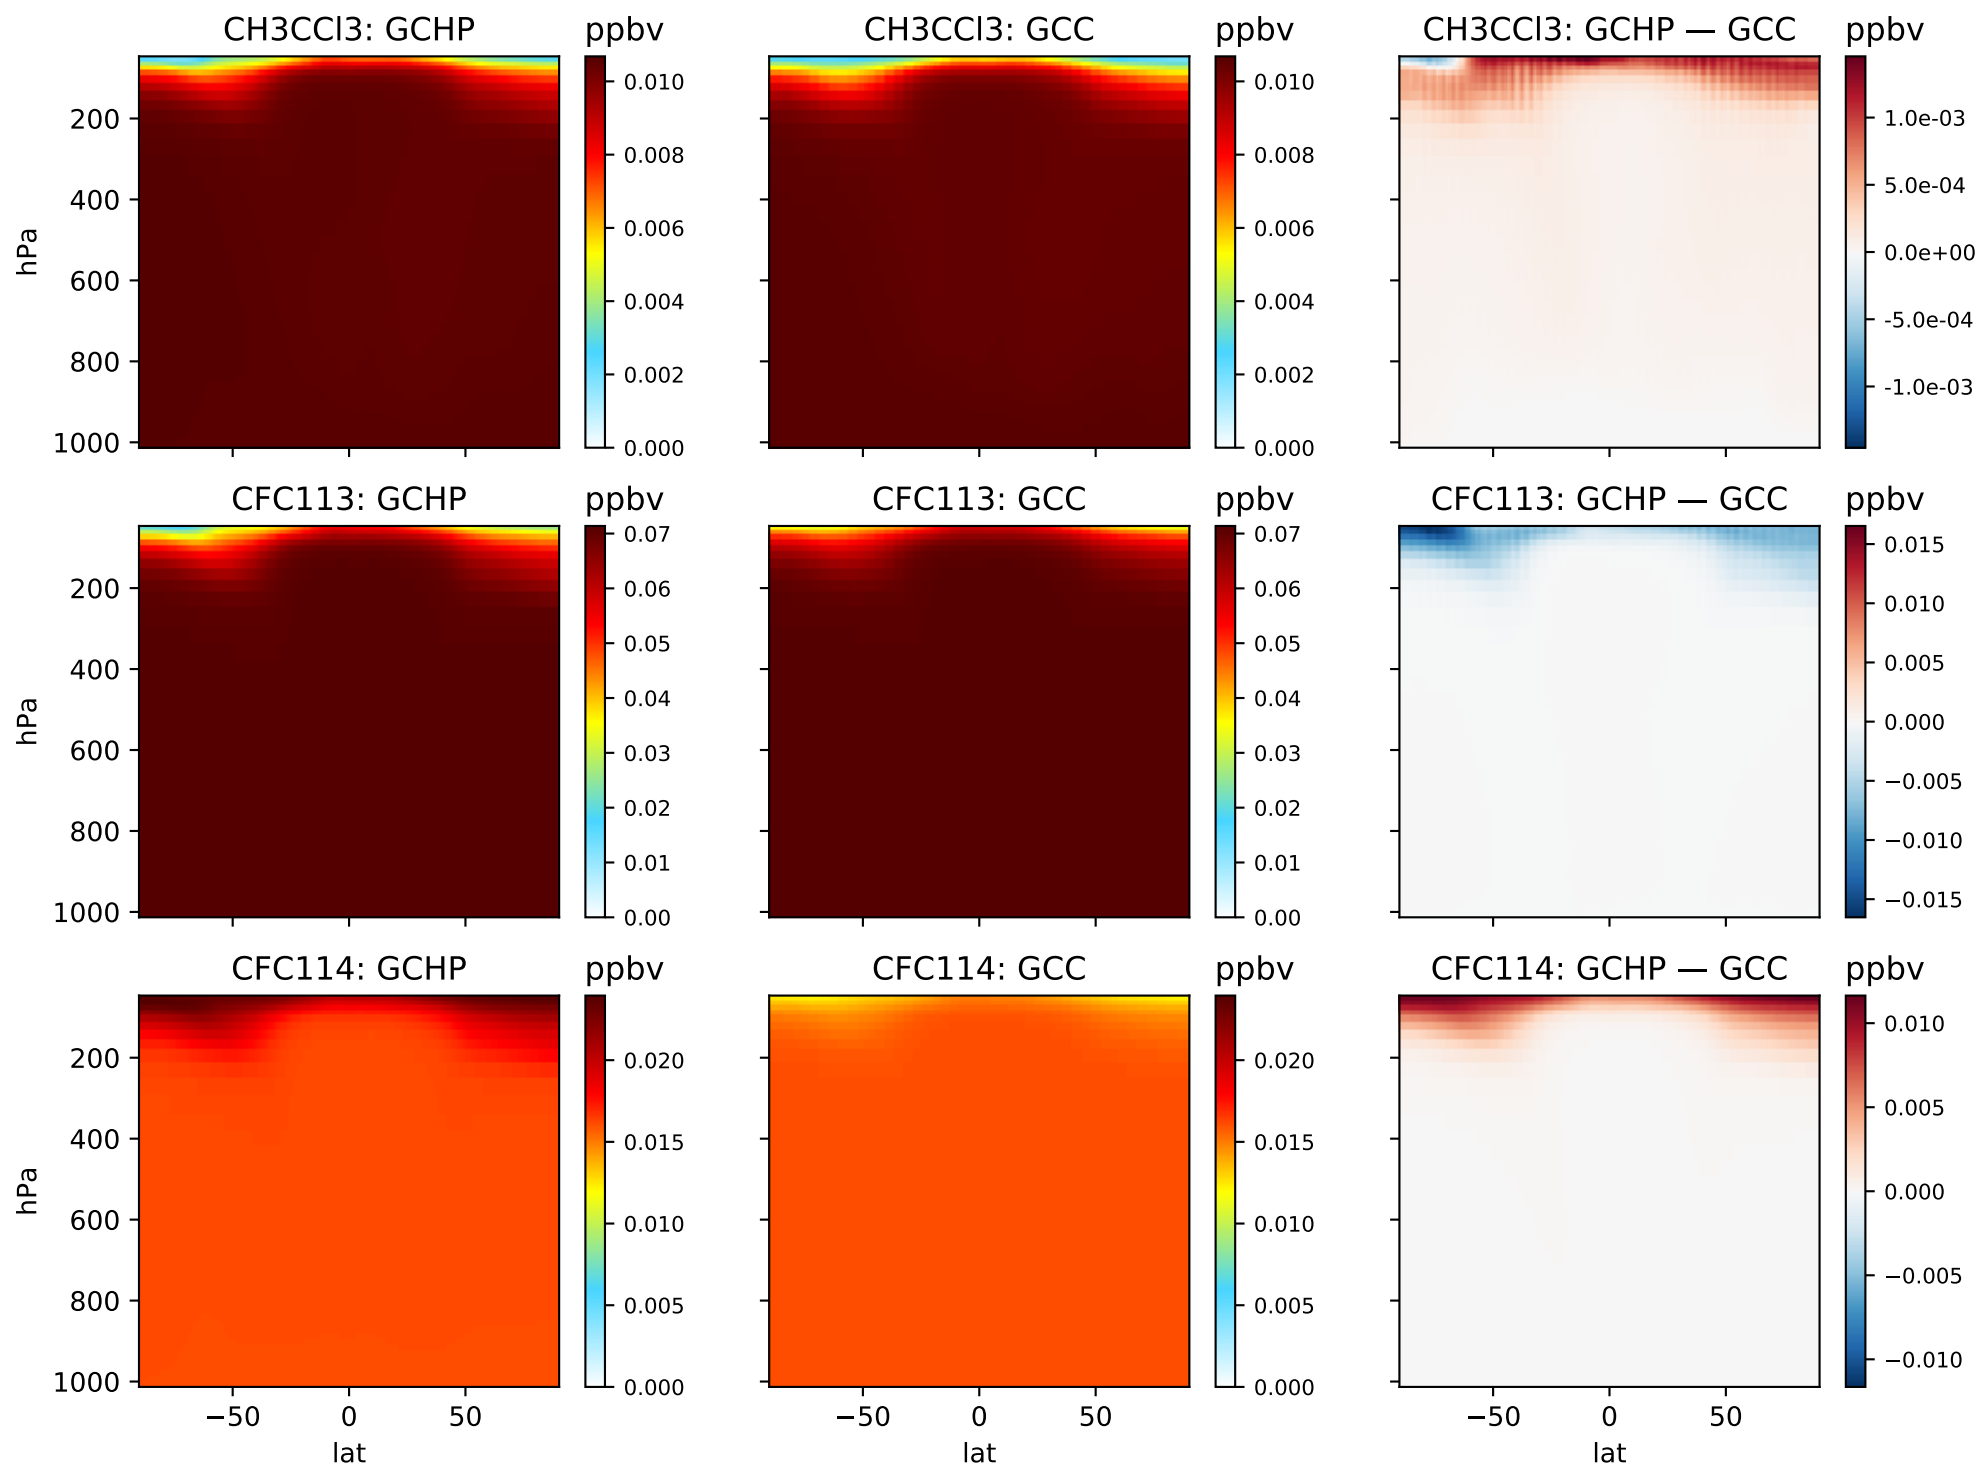 CH3CCl3: GCHP
ppbv
CH3CCl3: GCC
ppbv
CH3CCl3: GCHP — GCC
ppbv
hPa
200
400
600
800
1000
0.010
0.008
0.006
0.004
0.002
0.000
0.010
0.008
0.006
0.004
0.002
0.000
1.0e-03
5.0e-04
0.0e+00
-5.0e-04
-1.0e-03
CFC113: GCHP
ppbv
CFC113: GCC
ppbv
CFC113: GCHP — GCC
ppbv
hPa
200
400
600
800
1000
0.07
0.06
0.05
0.04
0.03
0.02
0.01
0.00
0.07
0.06
0.05
0.04
0.03
0.02
0.01
0.00
0.015
0.010
0.005
0.000
−0.005
−0.010
−0.015
CFC114: GCHP
ppbv
CFC114: GCC
ppbv
CFC114: GCHP — GCC
ppbv
hPa
200
400
600
800
1000
0.020
0.015
0.010
0.005
0.000
0.020
0.015
0.010
0.005
0.000
0.010
0.005
0.000
−0.005
−0.010
−50 0 50
−50 0 50
−50 0 50
lat
lat
lat